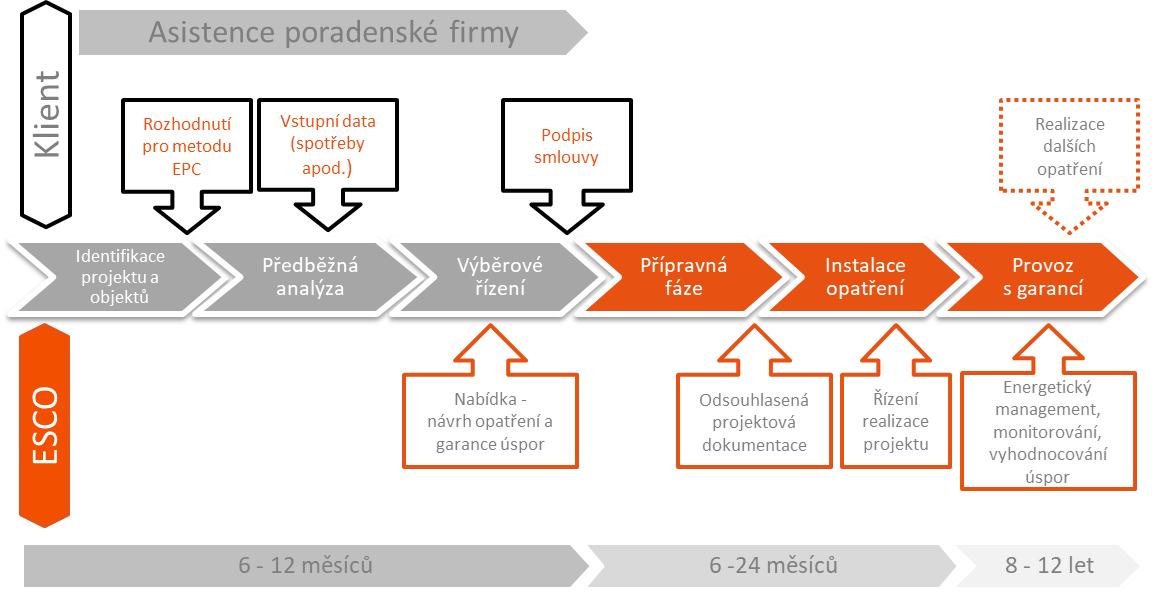 Klient
Asistence poradenské firmy
Rozhodnutí
pro metodu
EPC
Vstupní data
(spotřeby
apod.)
Podpis
smlouvy
Realizace
dalších
opatření
Identifikace
projektu a
objektů
Předběžná
analýza
Výběrové
řízení
Přípravná
fáze
Instalace
opatření
Provoz
s garancí
ESCO
Nabídka -
návrh opatření a
garance úspor
Odsouhlasená
projektová
dokumentace
Řízení
realizace
projektu
Energetický
management,
monitorování,
vyhodnocování
úspor
6 - 12 měsíců
6 -24 měsíců
8 - 12 let